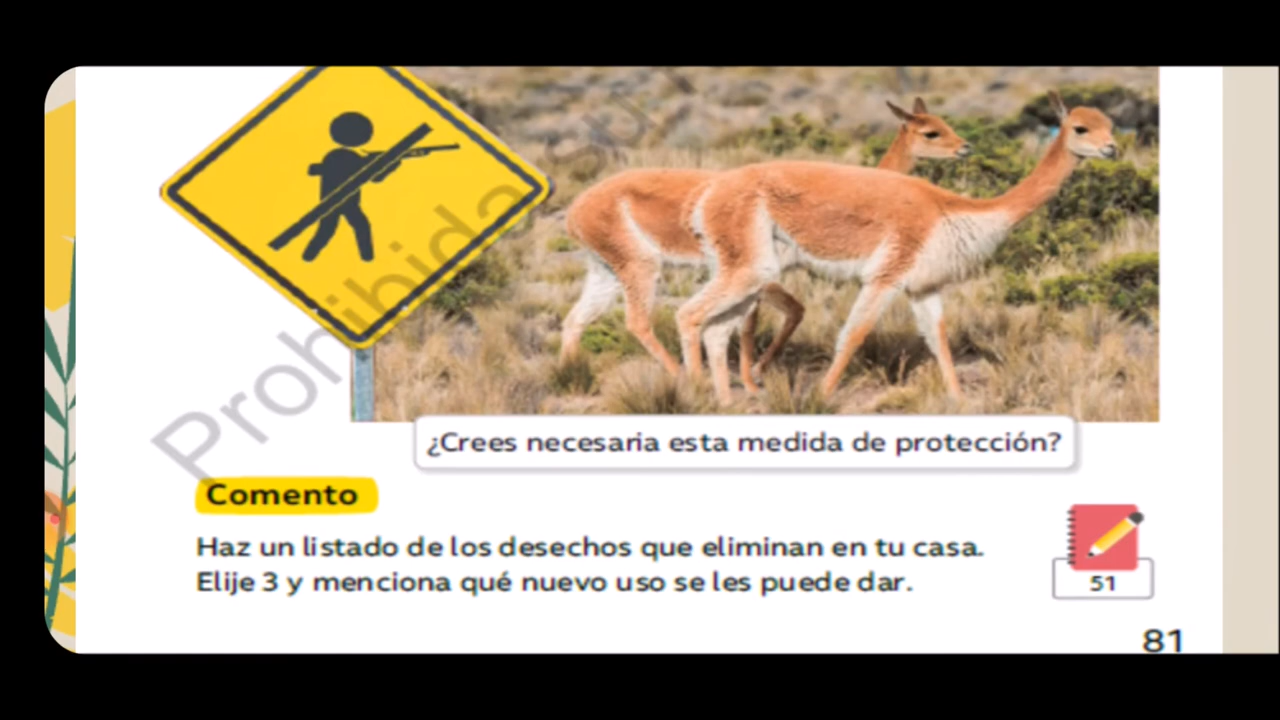 Prohibida
¿Crees necesaria esta medida de protección?
Comento
Haz un listado de los desechos que eliminan en tu casa.
Elije 3 y menciona qué nuevo uso se les puede dar.
51
81